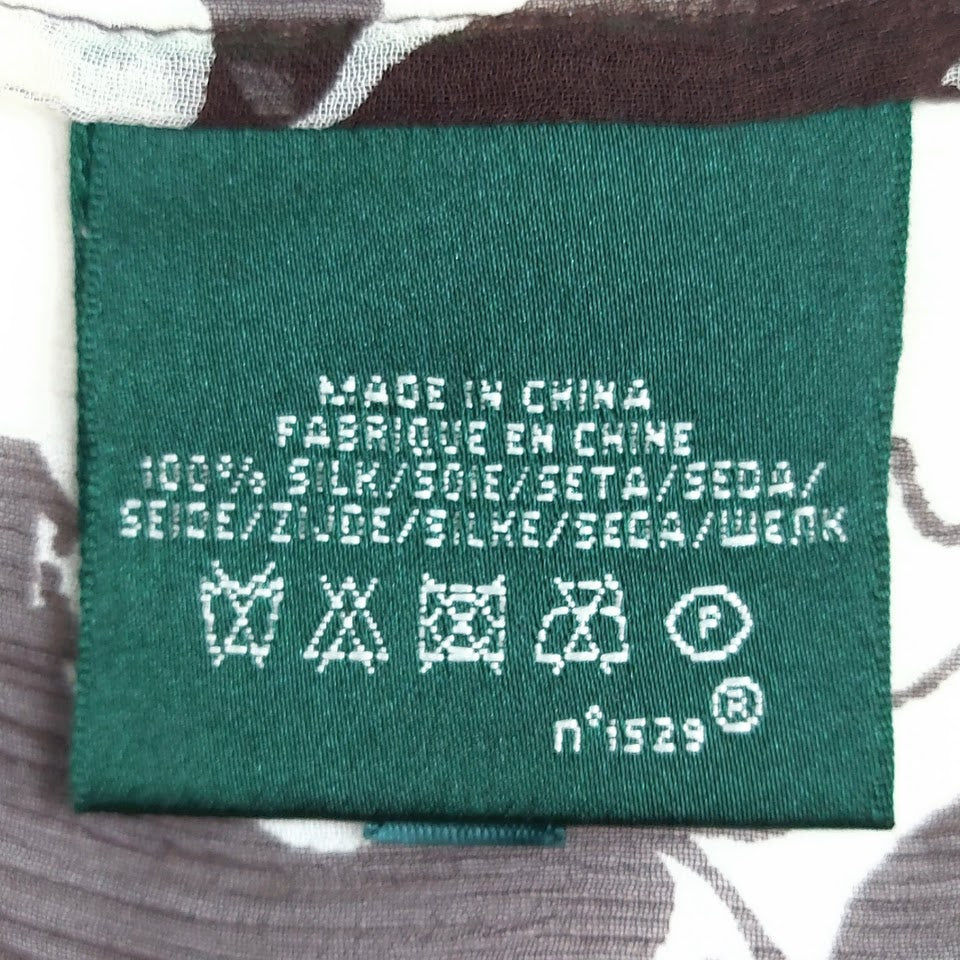 MADE IN CHINA
FABRIQUE EN CHINE
100% SILK/SOIE/SETA/SEDA/
SEIDE/ZIJDE/SILKE/SEGA/ШЕЛК
P
n°1529®